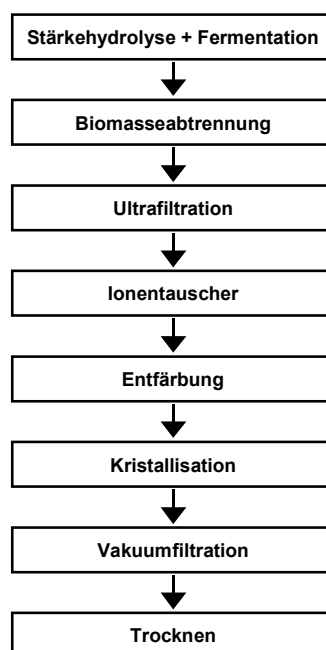 Stärkehydrolyse + Fermentation
Biomasseabtrennung
Ultrafiltration
Ionentauscher
Entfärbung
Kristallisation
Vakuumfiltration
Trocknen